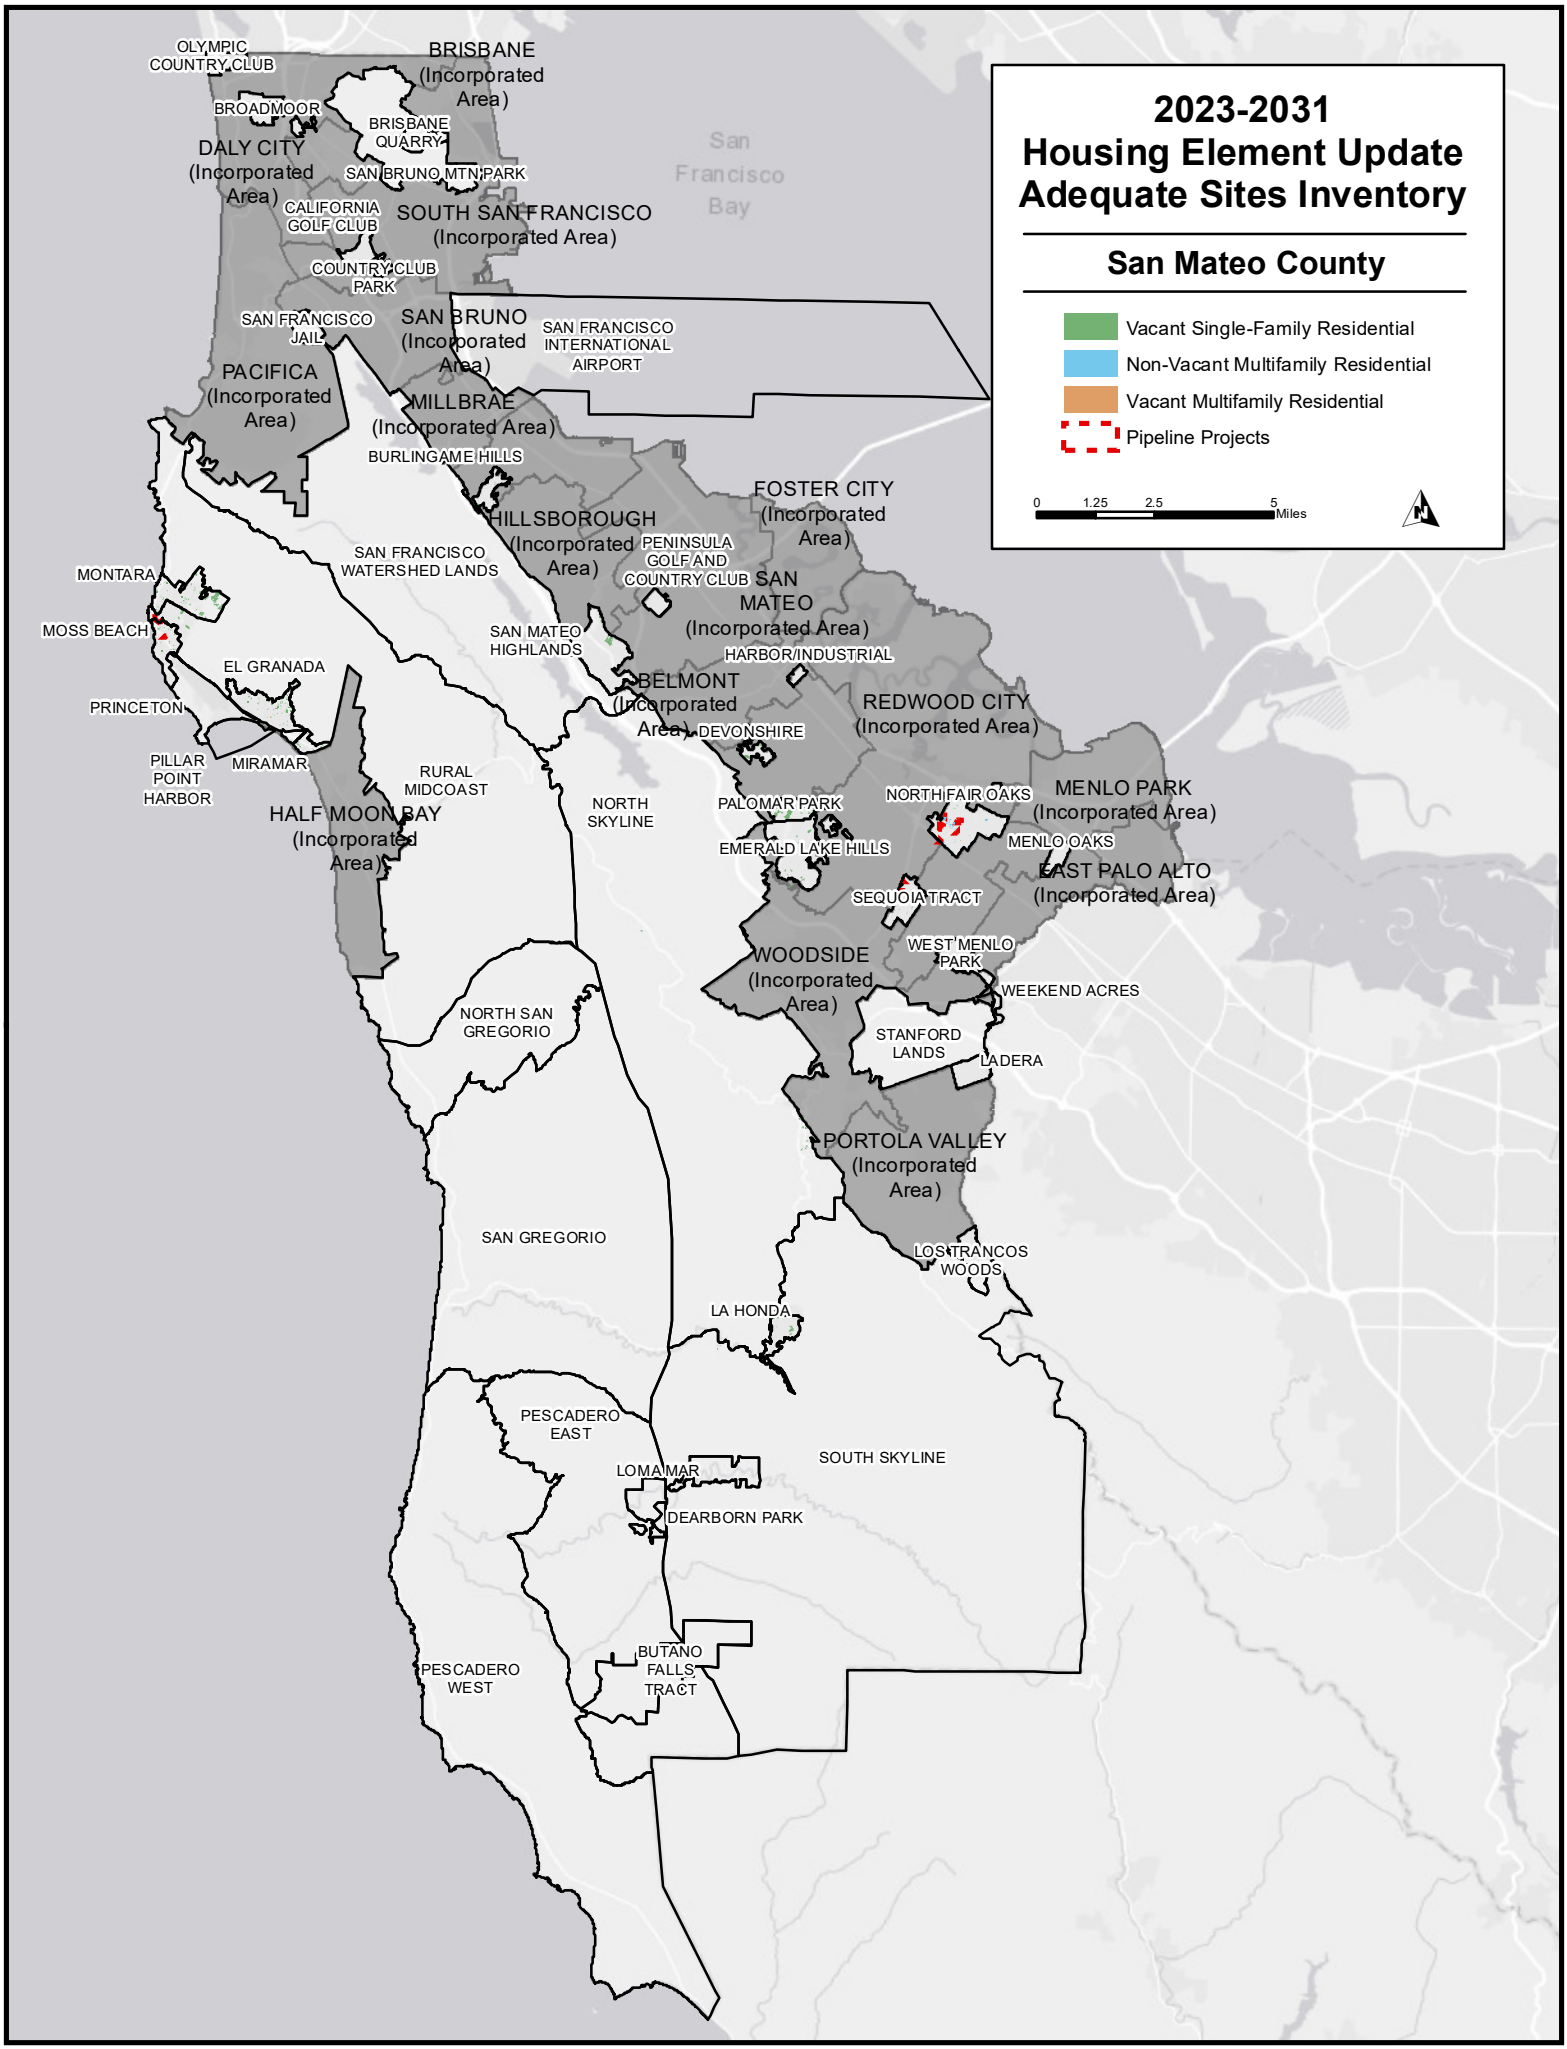 2023-2031
Housing Element Update
Adequate Sites Inventory
San Mateo County
Vacant Single-Family Residential
Non-Vacant Multifamily Residential
Vacant Multifamily Residential
Pipeline Projects
0 1.25 2.5 5
Miles
N
San
Francisco
Bay
OLYMPIC
COUNTRY CLUB
BRISBANE
(Incorporated
Area)
BROADMOOR
BRISBANE
QUARRY
DALY CITY
(Incorporated
Area)
SAN BRUNO MTN PARK
CALIFORNIA
GOLF CLUB
SOUTH SAN FRANCISCO
(Incorporated Area)
COUNTRY CLUB
PARK
SAN FRANCISCO
JAIL
SAN BRUNO
(Incorporated
Area)
SAN FRANCISCO
INTERNATIONAL
AIRPORT
PACIFICA
(Incorporated
Area)
MILLBRAE
(Incorporated Area)
BURLINGAME HILLS
FOSTER CITY
(Incorporated
Area)
HILLSBOROUGH
(Incorporated
Area)
PENINSULA
GOLF AND
COUNTRY CLUB
SAN
MATEO
(Incorporated Area)
SAN FRANCISCO
WATERSHED LANDS
MONTARA
MOSS BEACH
SAN MATEO
HIGHLANDS
HARBOR/INDUSTRIAL
EL GRANADA
BELMONT
(Incorporated
Area)
REDWOOD CITY
(Incorporated Area)
PRINCETON
DEVONSHIRE
PILLAR
POINT
HARBOR
MIRAMAR
RURAL
MIDCOAST
NORTH
SKYLINE
PALOMAR PARK
NORTH FAIR OAKS
MENLO PARK
(Incorporated Area)
HALF MOON BAY
(Incorporated
Area)
EMERALD LAKE HILLS
MENLO OAKS
EAST PALO ALTO
(Incorporated Area)
SEQUOIA TRACT
WOODSIDE
(Incorporated
Area)
WEST MENLO
PARK
WEEKEND ACRES
NORTH SAN
GREGORIO
STANFORD
LANDS
LADERA
PORTOLA VALLEY
(Incorporated
Area)
SAN GREGORIO
LOS TRANCOS
WOODS
LA HONDA
PESCADERO
EAST
SOUTH SKYLINE
LOMA MAR
DEARBORN PARK
BUTANO
FALLS
TRACT
PESCADERO
WEST